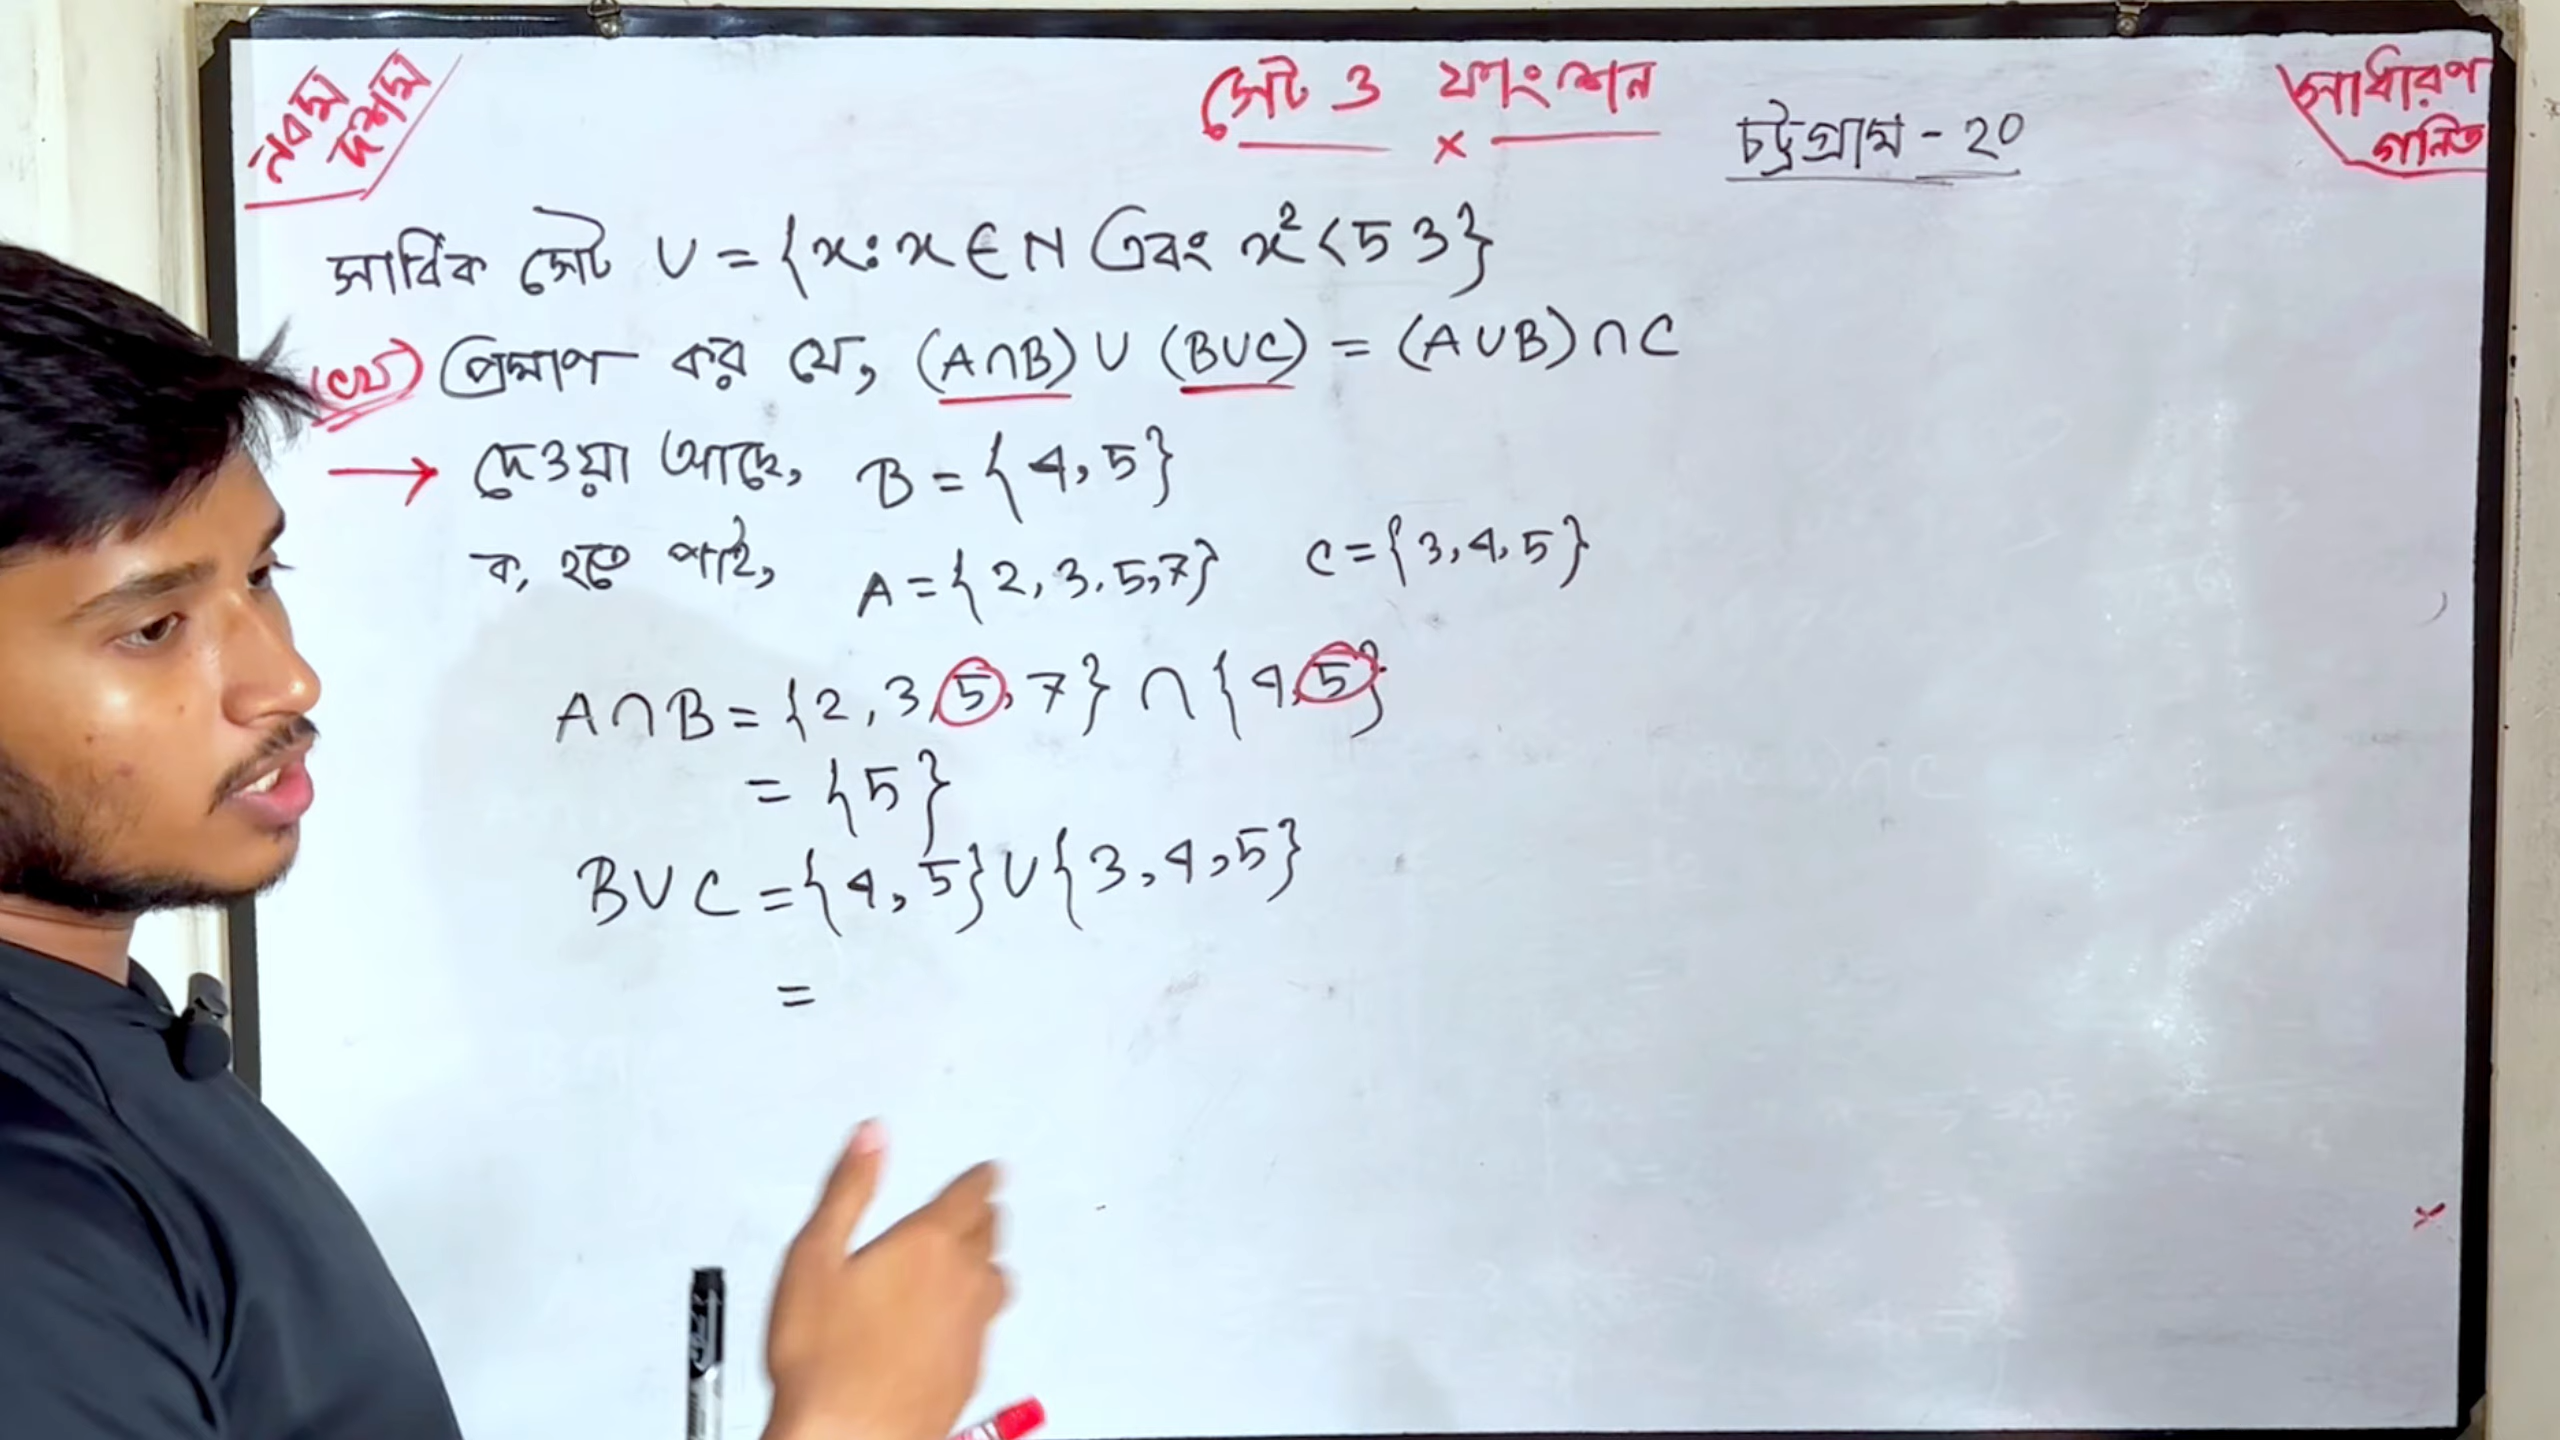 নবম
দশম
সেট ও ফাংশন
×
চট্টগ্রাম - 20
সাধারণ
গনিত
সার্বিক সেট U = {x: x ∈ N এবং x² < 53}
(খ) প্রমাণ কর যে, (A∩B) ∪ (B∪C) = (A∪B) ∩ C
→ দেওয়া আছে, B = {4, 5}
ক, হতে পাই, A = {2, 3, 5, 7} C = {3, 4, 5}
A∩B = {2, 3, 5, 7} ∩ {4, 5}
= {5}
B∪C = {4, 5} ∪ {3, 4, 5}
=